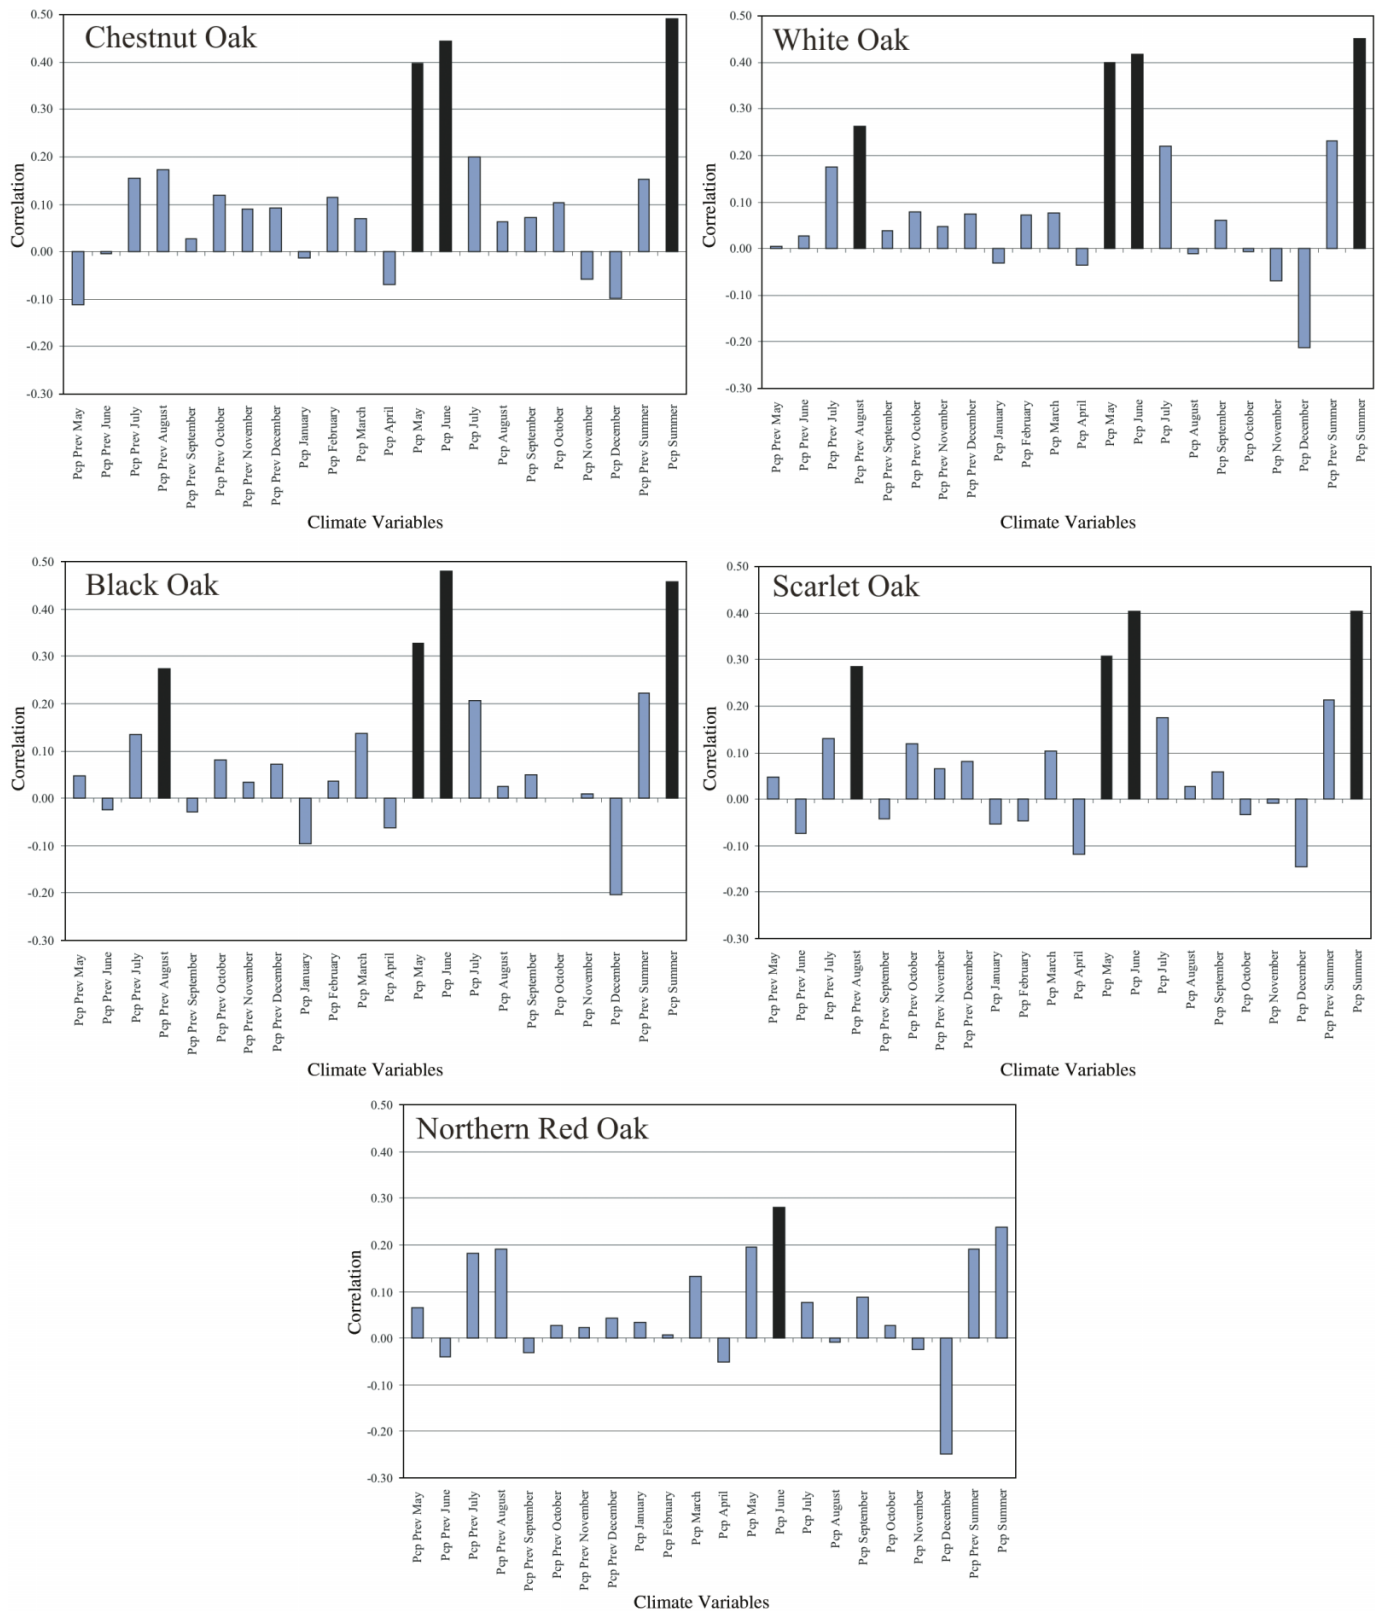 Chestnut Oak
Correlation
0.50
0.40
0.30
0.20
0.10
0.00
-0.10
-0.20
-0.30
Pcp Prev May
Pcp Prev June
Pcp Prev July
Pcp Prev August
Pcp Prev September
Pcp Prev October
Pcp Prev November
Pcp Prev December
Pcp January
Pcp February
Pcp March
Pcp April
Pcp May
Pcp June
Pcp July
Pcp August
Pcp September
Pcp October
Pcp November
Pcp December
Pcp Prev Summer
Pcp Summer
Climate Variables
White Oak
Correlation
0.50
0.40
0.30
0.20
0.10
0.00
-0.10
-0.20
-0.30
Pcp Prev May
Pcp Prev June
Pcp Prev July
Pcp Prev August
Pcp Prev September
Pcp Prev October
Pcp Prev November
Pcp Prev December
Pcp January
Pcp February
Pcp March
Pcp April
Pcp May
Pcp June
Pcp July
Pcp August
Pcp September
Pcp October
Pcp November
Pcp December
Pcp Prev Summer
Pcp Summer
Climate Variables
Black Oak
Correlation
0.50
0.40
0.30
0.20
0.10
0.00
-0.10
-0.20
-0.30
Pcp Prev May
Pcp Prev June
Pcp Prev July
Pcp Prev August
Pcp Prev September
Pcp Prev October
Pcp Prev November
Pcp Prev December
Pcp January
Pcp February
Pcp March
Pcp April
Pcp May
Pcp June
Pcp July
Pcp August
Pcp September
Pcp October
Pcp November
Pcp December
Pcp Prev Summer
Pcp Summer
Climate Variables
Scarlet Oak
Correlation
0.50
0.40
0.30
0.20
0.10
0.00
-0.10
-0.20
-0.30
Pcp Prev May
Pcp Prev June
Pcp Prev July
Pcp Prev August
Pcp Prev September
Pcp Prev October
Pcp Prev November
Pcp Prev December
Pcp January
Pcp February
Pcp March
Pcp April
Pcp May
Pcp June
Pcp July
Pcp August
Pcp September
Pcp October
Pcp November
Pcp December
Pcp Prev Summer
Pcp Summer
Climate Variables
Northern Red Oak
Correlation
0.50
0.40
0.30
0.20
0.10
0.00
-0.10
-0.20
-0.30
Pcp Prev May
Pcp Prev June
Pcp Prev July
Pcp Prev August
Pcp Prev September
Pcp Prev October
Pcp Prev November
Pcp Prev December
Pcp January
Pcp February
Pcp March
Pcp April
Pcp May
Pcp June
Pcp July
Pcp August
Pcp September
Pcp October
Pcp November
Pcp December
Pcp Prev Summer
Pcp Summer
Climate Variables